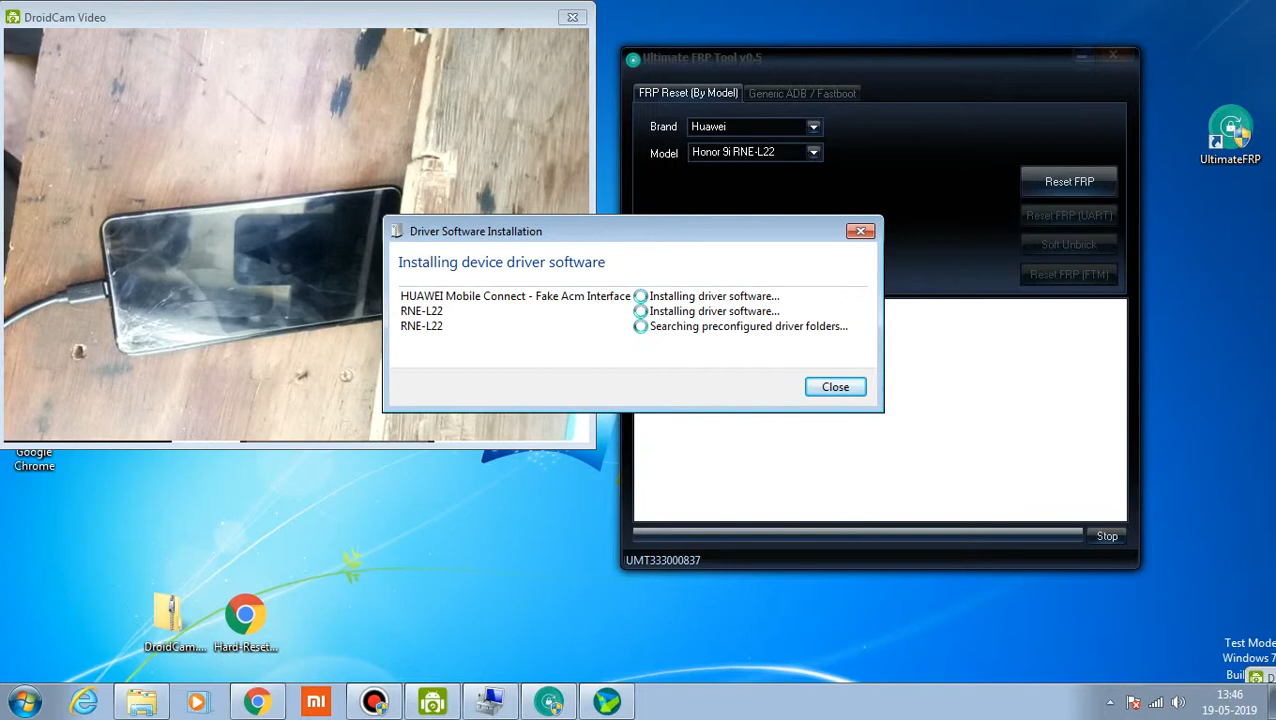 DroidCam Video
Ultimate FRP Tool v0.5
FRP Reset (By Model)
Generic ADB / Fastboot
Brand
Huawei
Model
Honor 9i RNE-L22
Reset FRP
Reset FRP (UART)
Soft Unbrick
Reset FRP (FTM)
UltimateFRP
Driver Software Installation
Installing device driver software
HUAWEI Mobile Connect - Fake Acm Interface
Installing driver software...
RNE-L22
Installing driver software...
RNE-L22
Searching preconfigured driver folders...
Close
Stop
UMT333000837
Google
Chrome
DroidCam....
Hard-Reset...
Test Mode
Windows 7
Buil
mi
13:46
19-05-2019